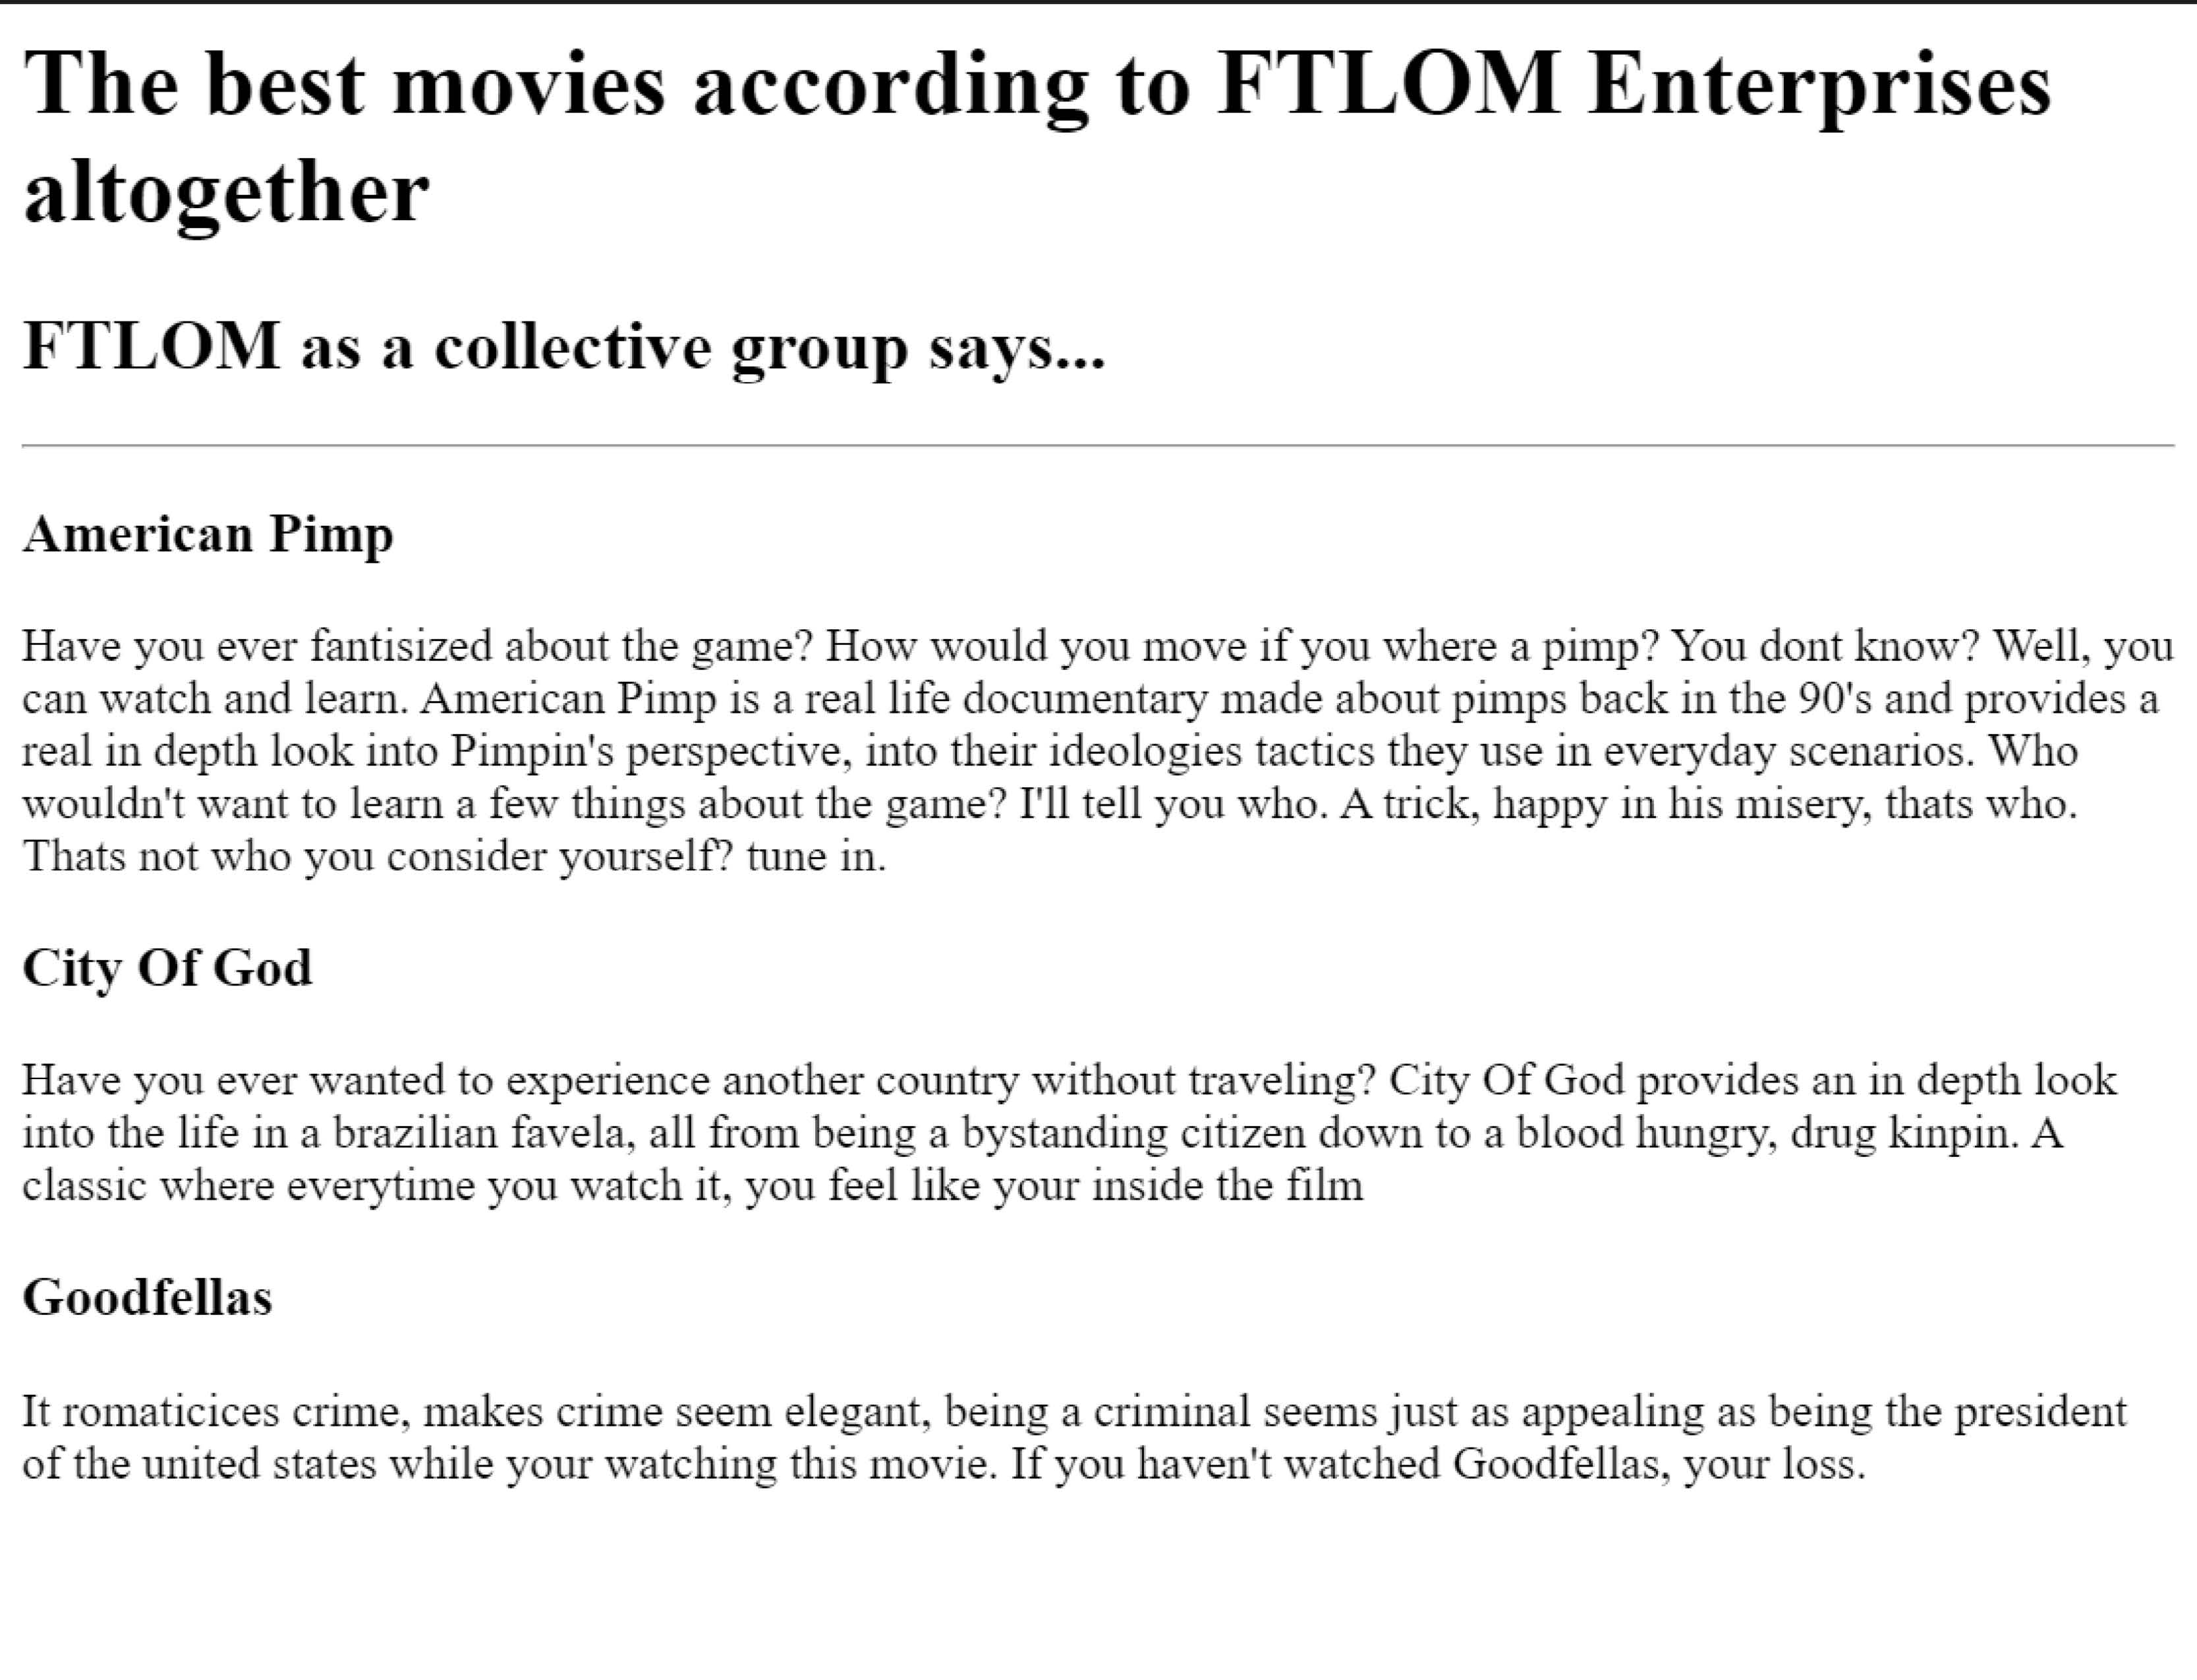 The best movies according to FTLOM Enterprises
altogether
FTLOM as a collective group says...
American Pimp
Have you ever fantisized about the game? How would you move if you where a pimp? You dont know? Well, you
can watch and learn. American Pimp is a real life documentary made about pimps back in the 90's and provides a
real in depth look into Pimpin's perspective, into their ideologies tactics they use in everyday scenarios. Who
wouldn't want to learn a few things about the game? I'll tell you who. A trick, happy in his misery, thats who.
Thats not who you consider yourself? tune in.
City Of God
Have you ever wanted to experience another country without traveling? City Of God provides an in depth look
into the life in a brazilian favela, all from being a bystanding citizen down to a blood hungry, drug kinpin. A
classic where everytime you watch it, you feel like your inside the film
Goodfellas
It romaticices crime, makes crime seem elegant, being a criminal seems just as appealing as being the president
of the united states while your watching this movie. If you haven't watched Goodfellas, your loss.